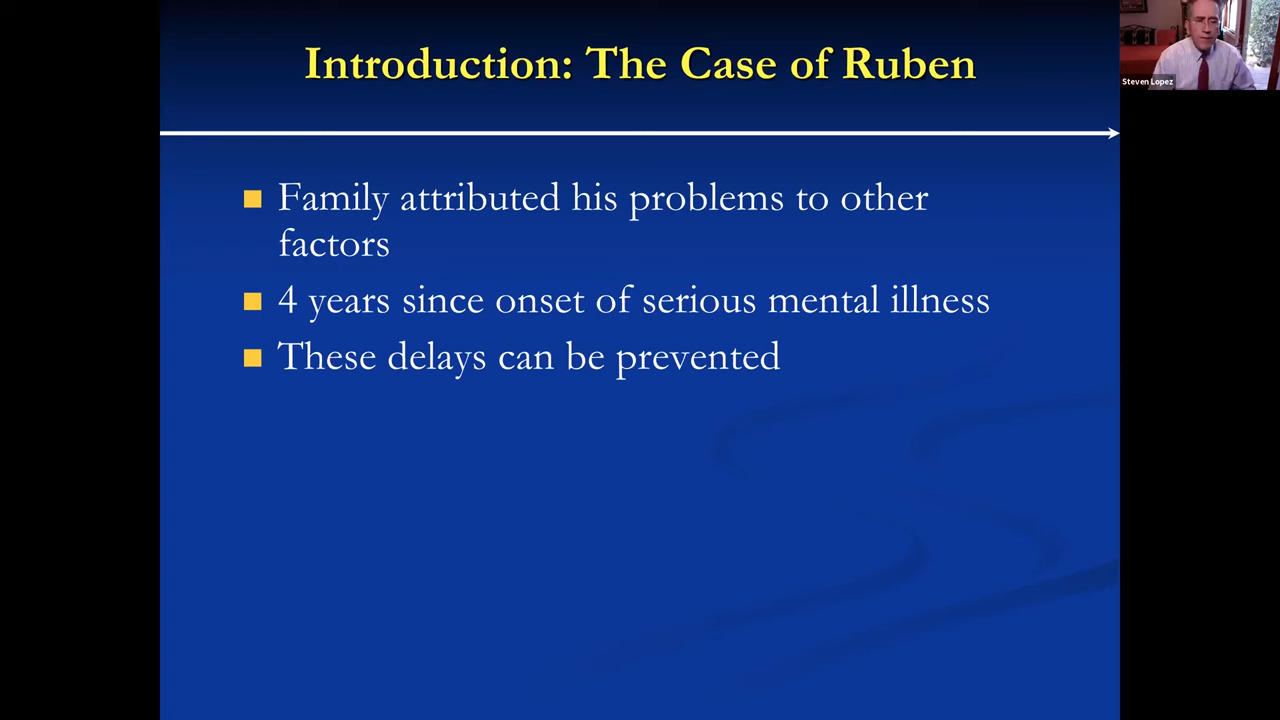 Introduction: The Case of Ruben
Steven Lopez
Family attributed his problems to other
factors
4 years since onset of serious mental illness
These delays can be prevented